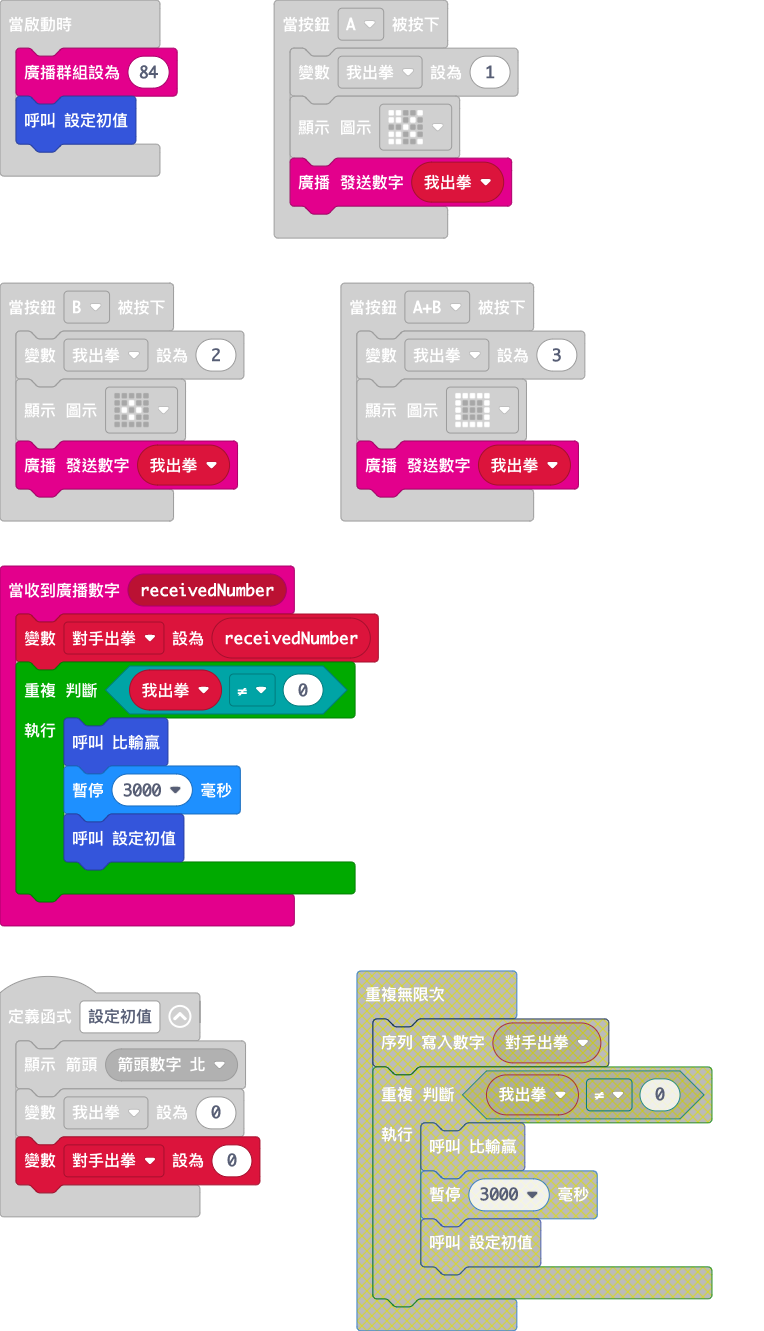 當啟動時
廣播群組設為 84
呼叫 設定初值
當按鈕 A 被按下
變數 我出拳 設為 1
顯示 圖示
廣播 發送數字 我出拳
當按鈕 B 被按下
變數 我出拳 設為 2
顯示 圖示
廣播 發送數字 我出拳
當按鈕 A+B 被按下
變數 我出拳 設為 3
顯示 圖示
廣播 發送數字 我出拳
當收到廣播數字 receivedNumber
變數 對手出拳 設為 receivedNumber
重複 判斷 我出拳 ≠ 0
執行
呼叫 比輸贏
暫停 3000 毫秒
呼叫 設定初值
定義函式 設定初值
顯示 箭頭 箭頭數字 北
變數 我出拳 設為 0
變數 對手出拳 設為 0
重複無限次
序列 寫入數字 對手出拳
重複 判斷 我出拳 ≠ 0
執行
呼叫 比輸贏
暫停 3000 毫秒
呼叫 設定初值